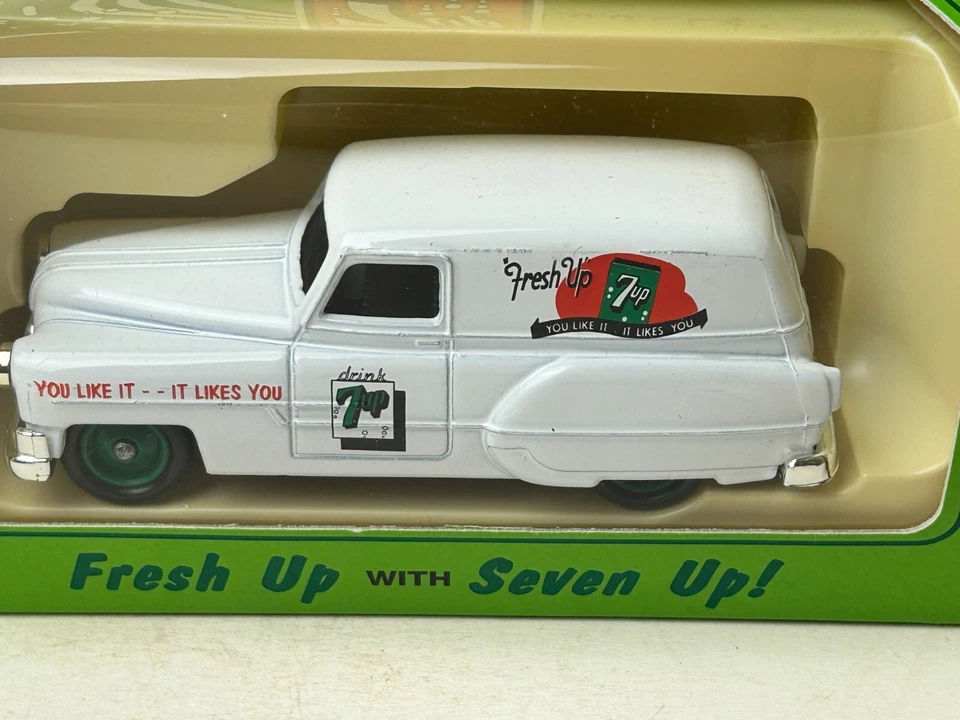 "Fresh Up"
7up
YOU LIKE IT IT LIKES YOU
YOU LIKE IT -- IT LIKES YOU
drink
7up
Fresh Up WITH Seven Up!